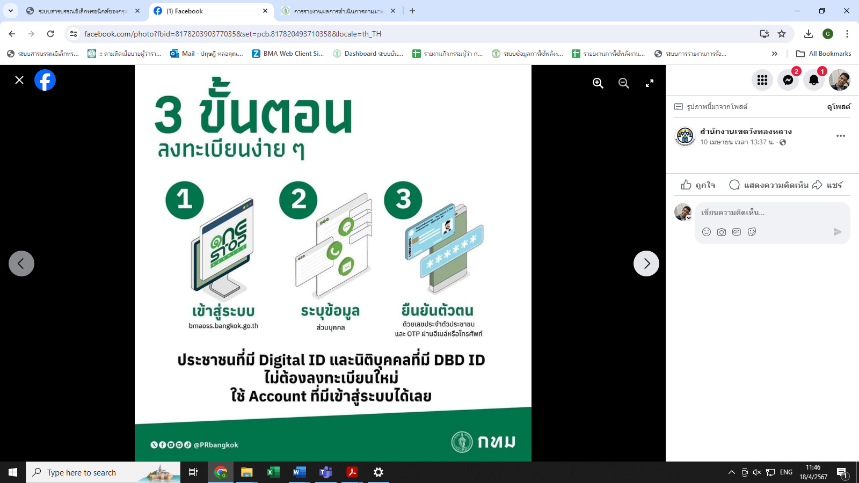 (1) Facebook
facebook.com/photo?fbid=817820390377035&set=pcb.817820493710358&locale=th_TH
BMA Web Client Si...
All Bookmarks
3 ขั้นตอน
ลงทะเบียนง่าย ๆ
1
2
3
ONE
STOP
เข้าสู่ระบบ
bmaoss.bangkok.go.th
ระบุข้อมูล
ส่วนบุคคล
ยืนยันตัวตน
ด้วยเลขประจำตัวประชาชน
และ OTP ผ่านอีเมล์หรือโทรศัพท์
ประชาชนที่มี Digital ID และนิติบุคคลที่มี DBD ID
ไม่ต้องลงทะเบียนใหม่
ใช้ Account ที่มีเข้าสู่ระบบได้เลย
@PRbangkok
กทม
2
1
รูปภาพนี้มาจากโพสต์
ดูโพสต์
สำนักงานเขตวังทองหลาง
10 เมษายน เวลา 13:37 น.
ถูกใจ
แสดงความคิดเห็น
แชร์
เขียนความคิดเห็น...
Type here to search
ENG
11:46
18/4/2567